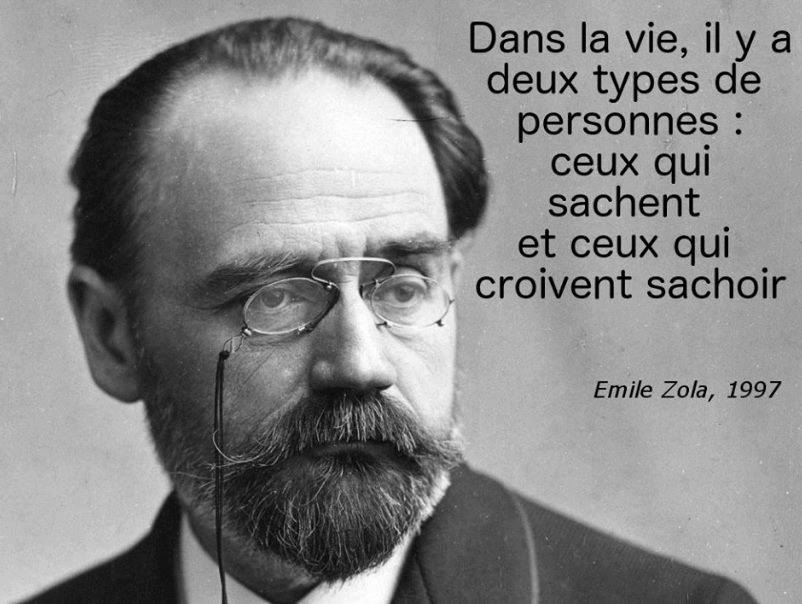 Dans la vie, il y a
deux types de
personnes :
ceux qui
sachent
et ceux qui
croivent sachoir
Emile Zola, 1997